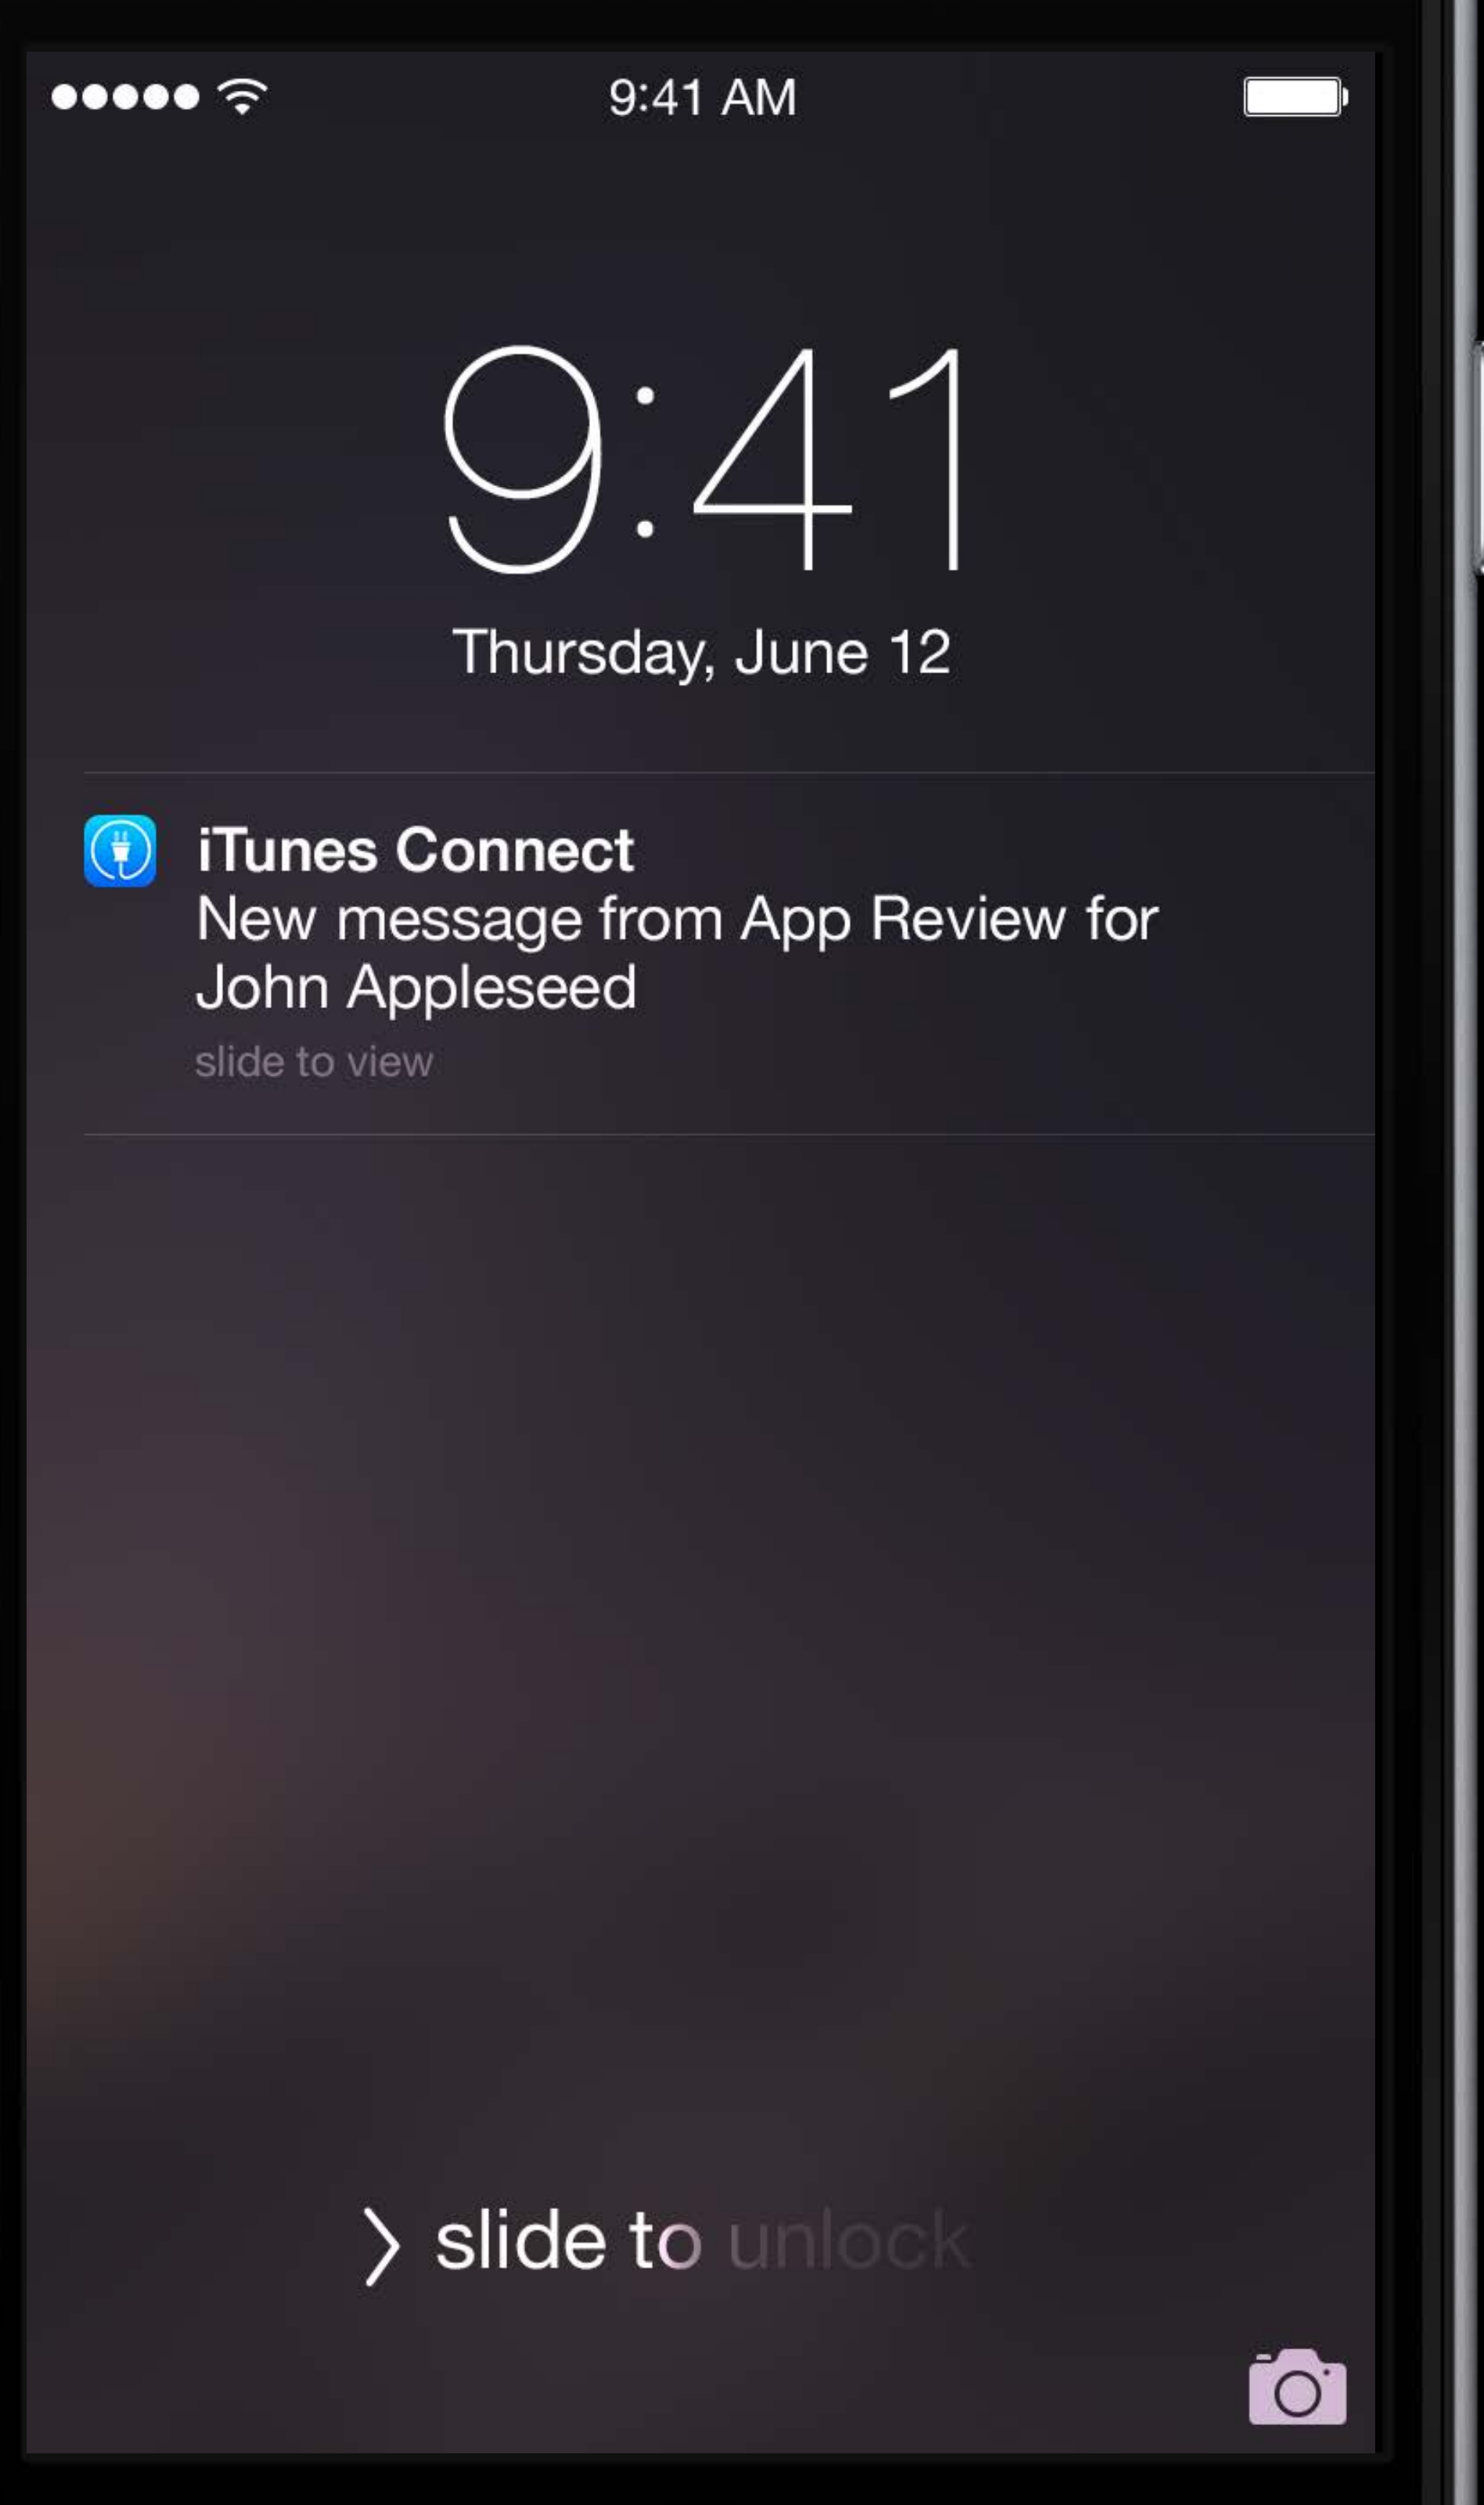 9:41 AM
9:41
Thursday, June 12
iTunes Connect
New message from App Review for
John Appleseed
slide to view
slide to unlock